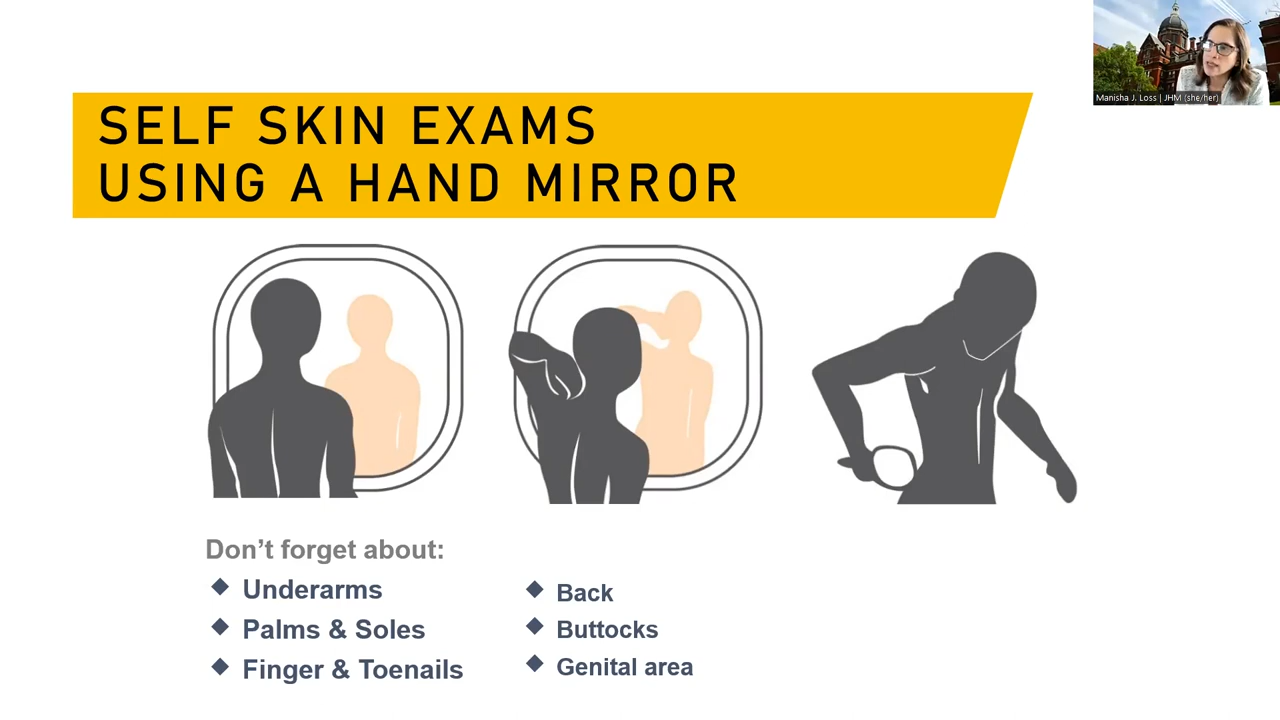 Manisha J. Loss | JHM (she/her)
SELF SKIN EXAMS
USING A HAND MIRROR
Don't forget about:
◆ Underarms
◆ Palms & Soles
◆ Finger & Toenails
◆ Back
◆ Buttocks
◆ Genital area